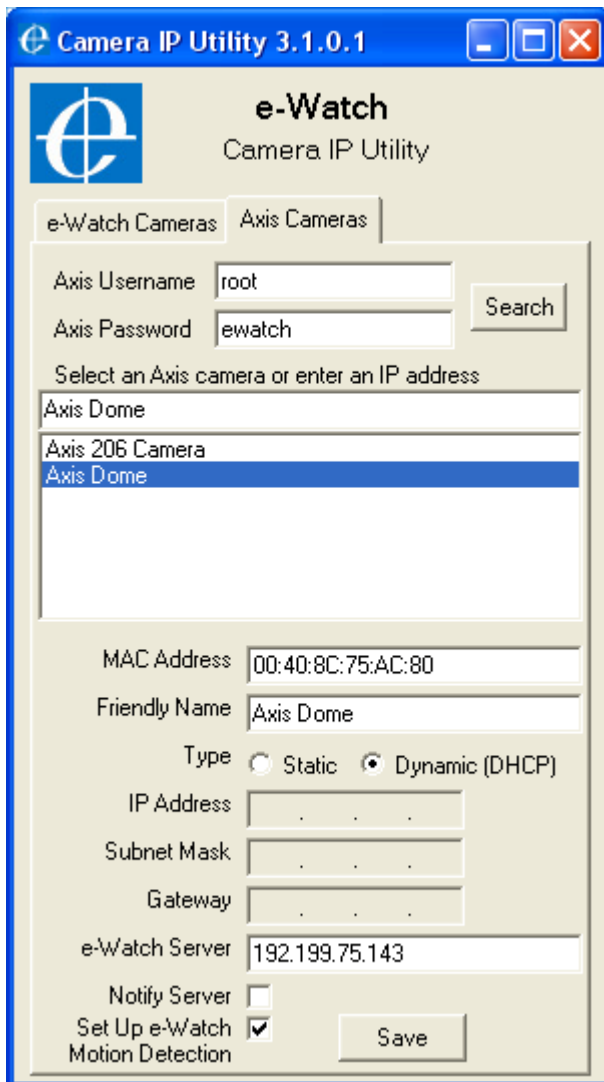 Camera IP Utility 3.1.0.1
e-Watch
Camera IP Utility
e-Watch Cameras
Axis Cameras
Axis Username root
Search
Axis Password ewatch
Select an Axis camera or enter an IP address
Axis Dome
Axis 206 Camera
Axis Dome
MAC Address 00:40:8C:75:AC:80
Friendly Name Axis Dome
Type Static Dynamic (DHCP)
IP Address . . .
Subnet Mask . . .
Gateway . . .
e-Watch Server 192.199.75.143
Notify Server
Set Up e-Watch
Motion Detection
Save